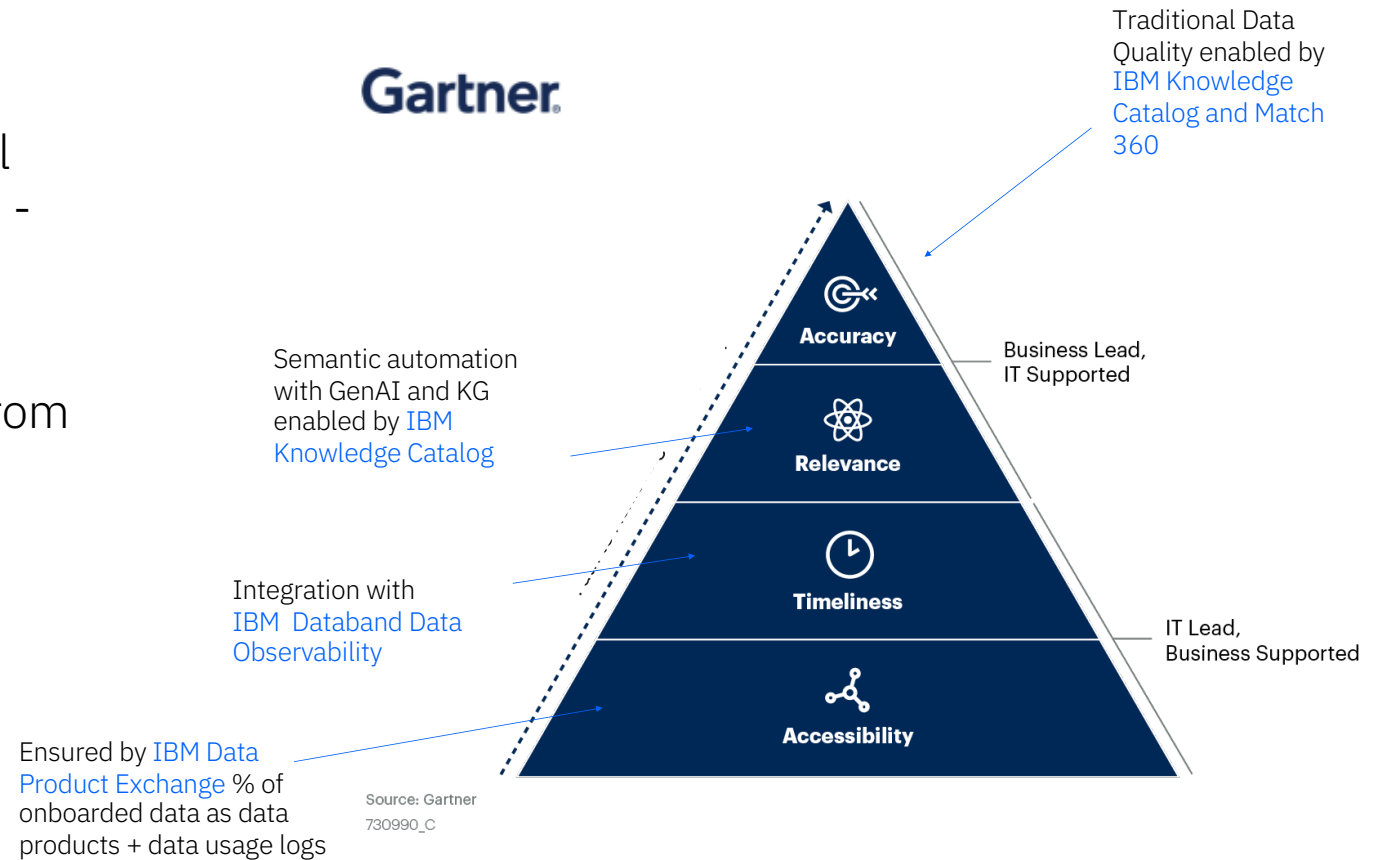 Gartner®
l
-
rom
Traditional Data
Quality enabled by
IBM Knowledge
Catalog and Match
360
Accuracy
Business Lead,
IT Supported
Semantic automation
with GenAI and KG
enabled by IBM
Knowledge Catalog
Relevance
Integration with
IBM Databand Data
Observability
Timeliness
IT Lead,
Business Supported
Accessibility
Ensured by IBM Data
Product Exchange % of
onboarded data as data
products + data usage logs
Source: Gartner
730990_C